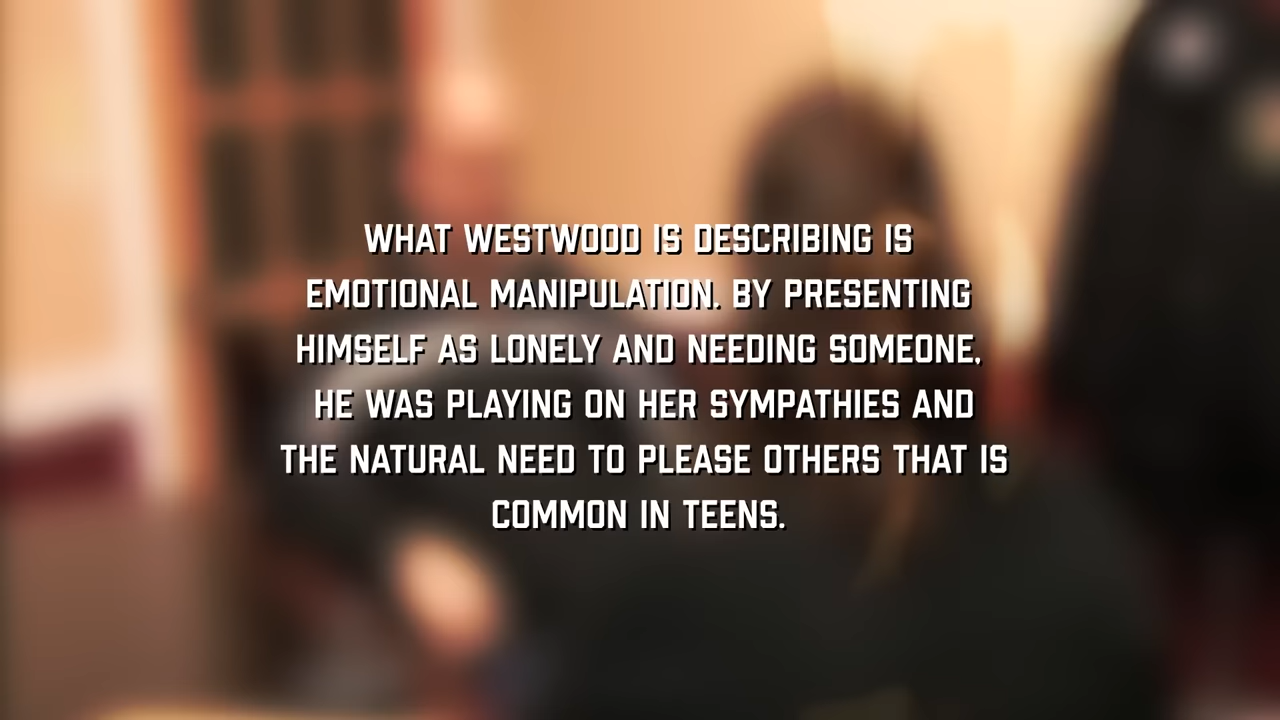 WHAT WESTWOOD IS DESCRIBING IS
EMOTIONAL MANIPULATION. BY PRESENTING
HIMSELF AS LONELY AND NEEDING SOMEONE,
HE WAS PLAYING ON HER SYMPATHIES AND
THE NATURAL NEED TO PLEASE OTHERS THAT IS
COMMON IN TEENS.